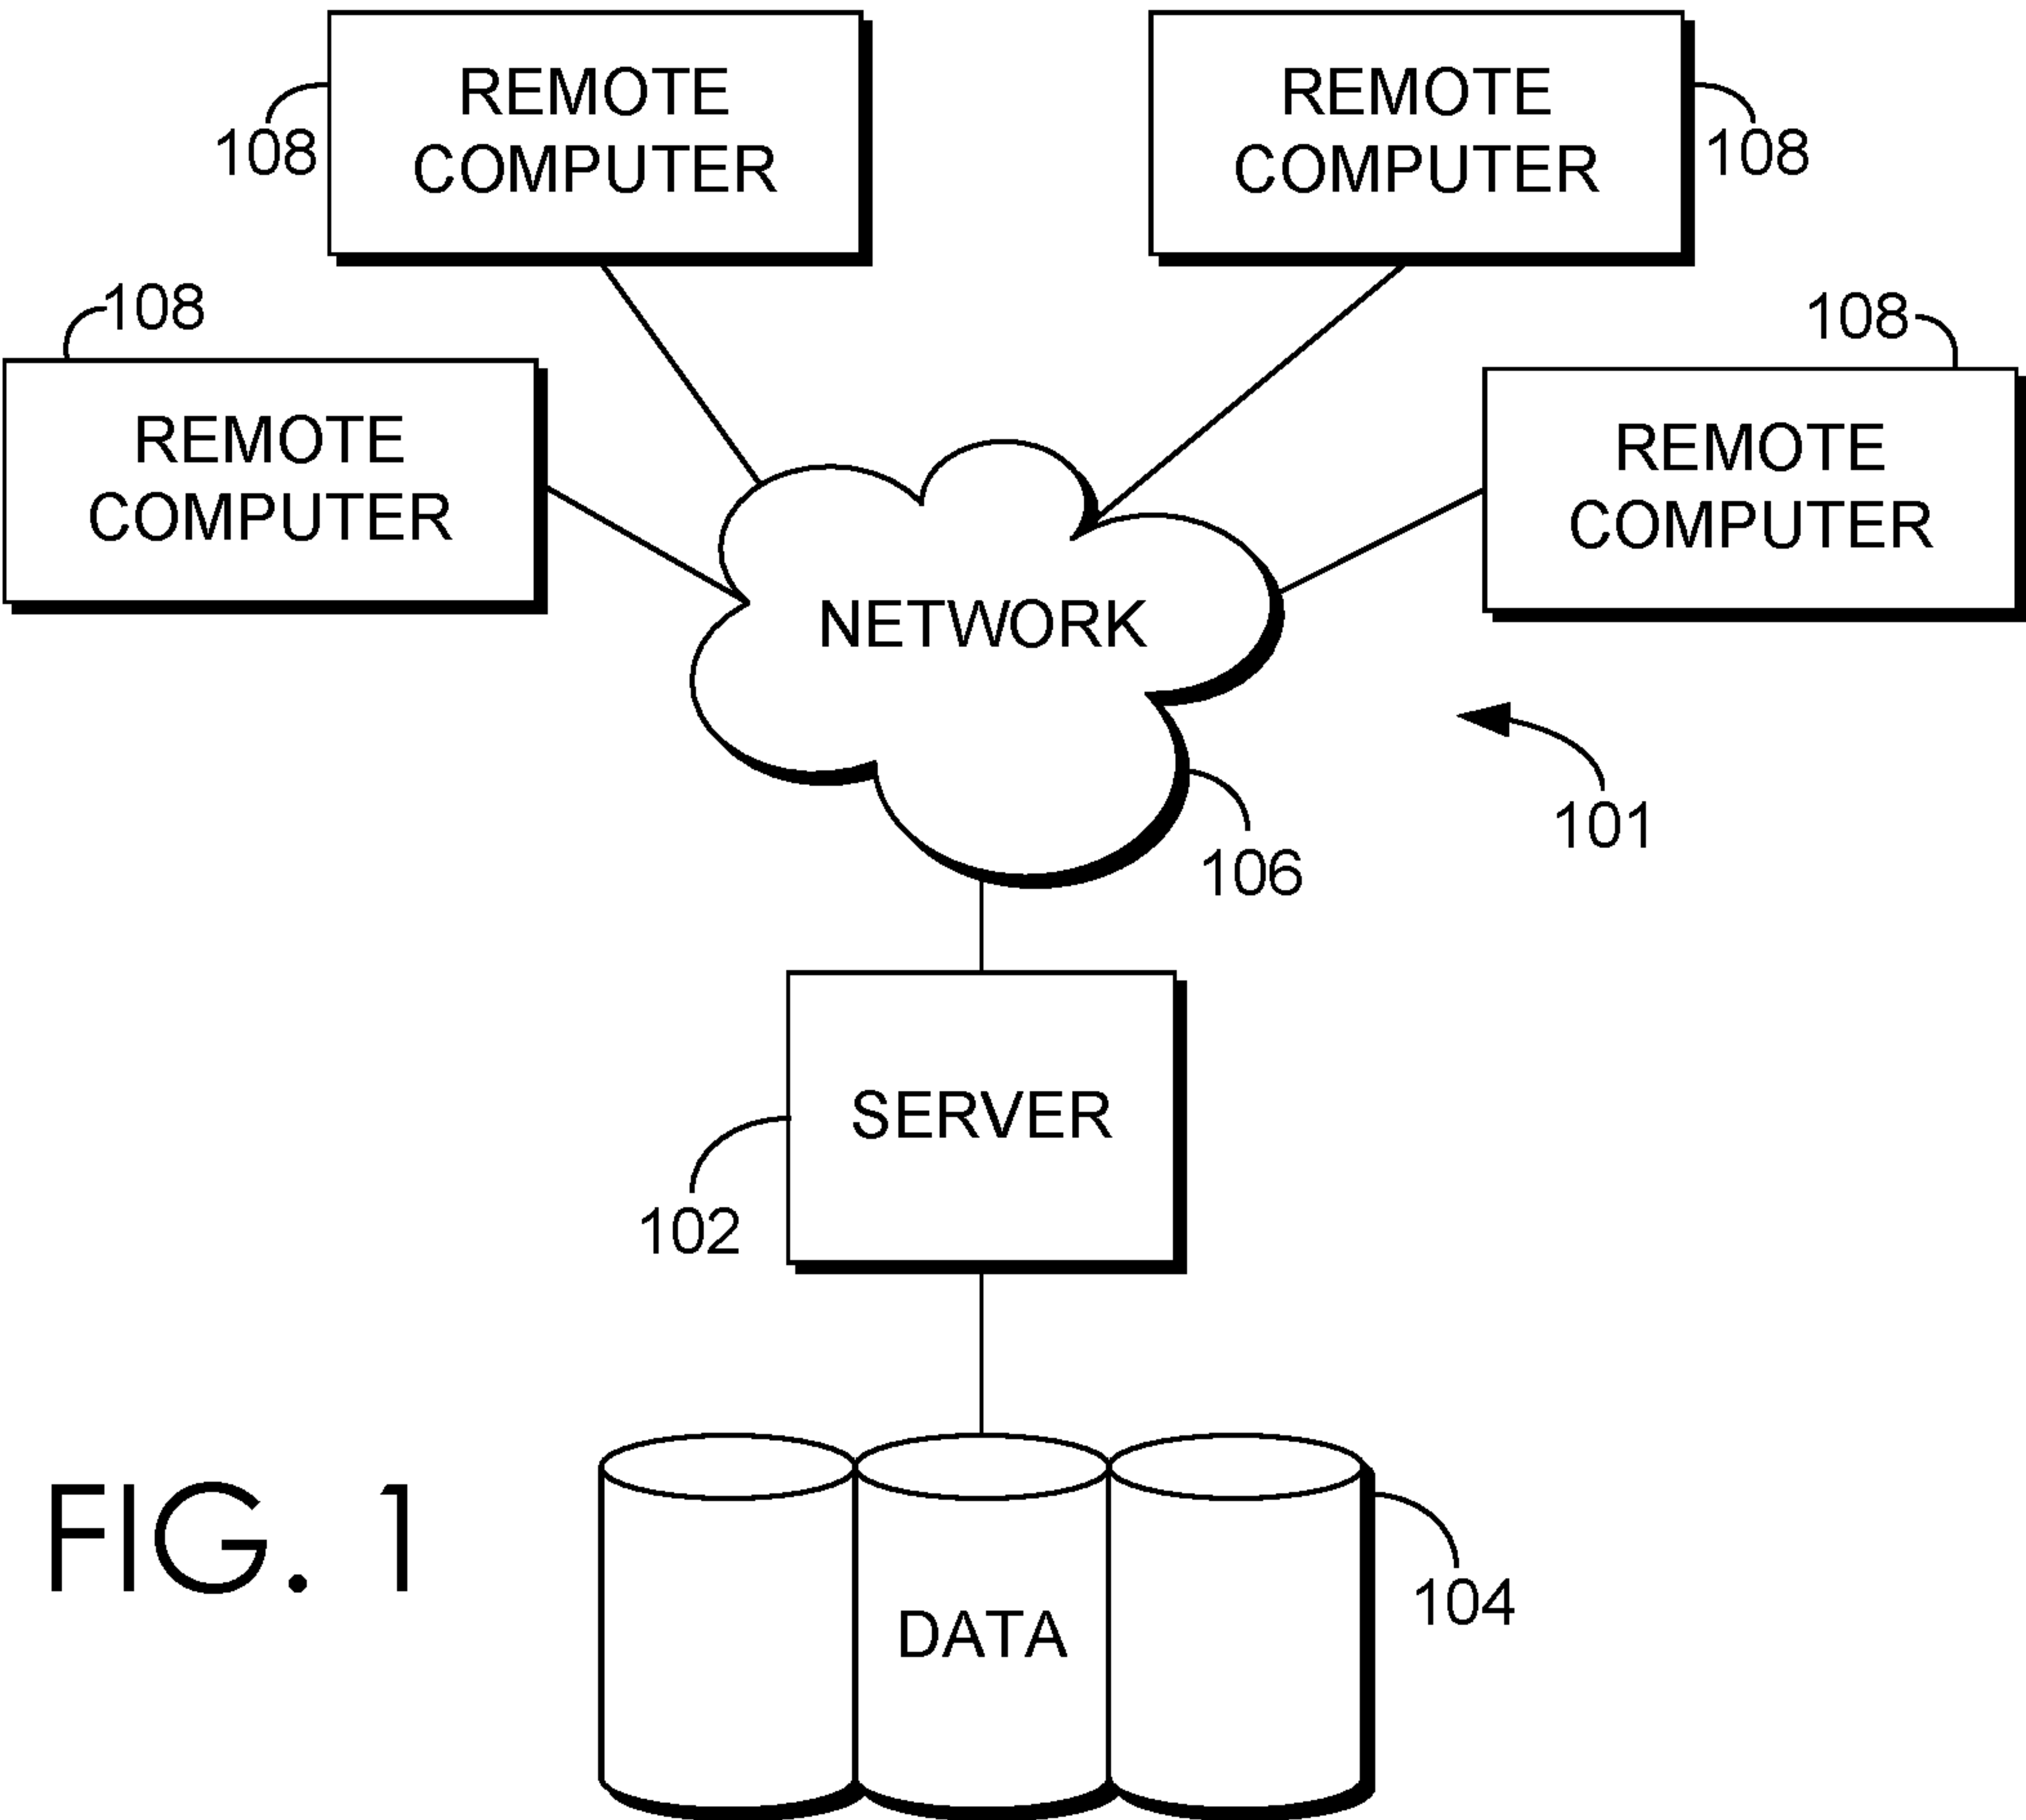 REMOTE
COMPUTER
108
REMOTE
COMPUTER
108
108
REMOTE
COMPUTER
108
REMOTE
COMPUTER
NETWORK
101
106
SERVER
102
FIG. 1
DATA
104